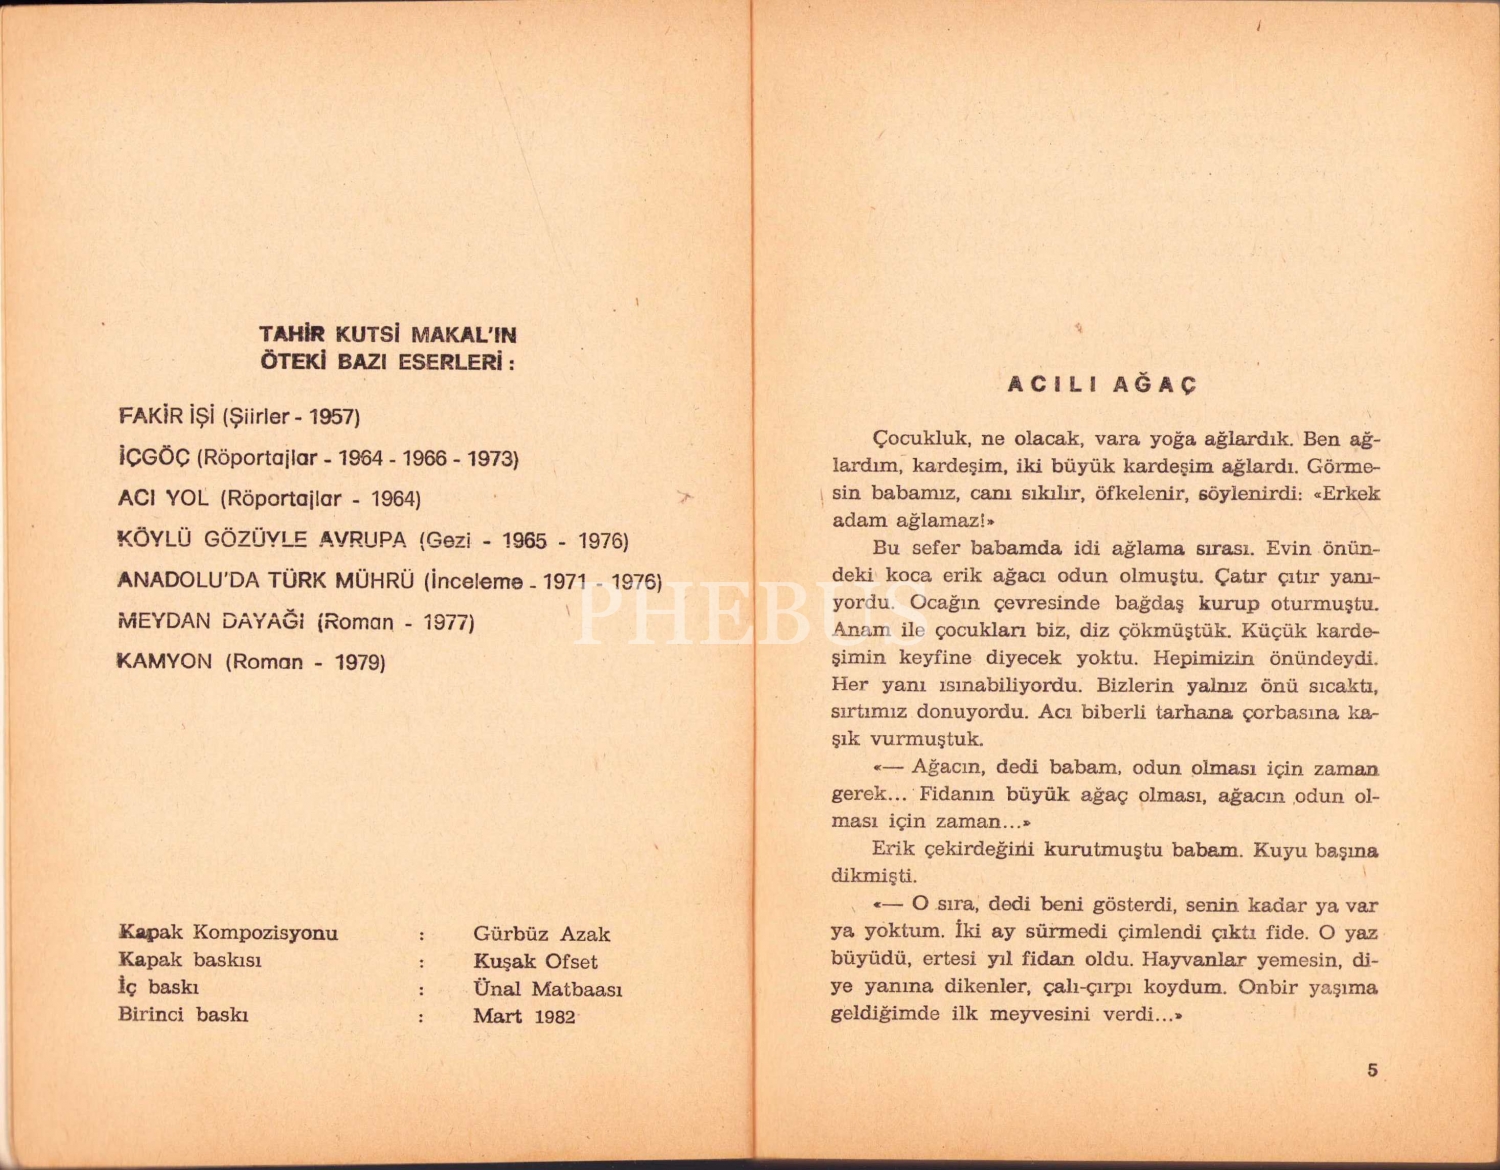 TAHİR KUTSİ MAKAL'IN
ÖTEKİ BAZI ESERLERİ :
FAKİR İŞİ (Şiirler - 1957)
İÇGÖÇ (Röportajlar - 1964 - 1966 - 1973)
ACI YOL (Röportajlar - 1964)
KÖYLÜ GÖZÜYLE AVRUPA (Gezi - 1965 - 1976)
ANADOLU'DA TÜRK MÜHRÜ (İnceleme - 1971 - 1976)
MEYDAN DAYAĞI (Roman - 1977)
KAMYON (Roman - 1979)
Kapak Kompozisyonu : Gürbüz Azak
Kapak baskısı : Kuşak Ofset
İç baskı : Ünal Matbaası
Birinci baskı : Mart 1982
PHEBUS
ACILI AĞAÇ
Çocukluk, ne olacak, vara yoğa ağlardık. Ben ağ-
lardım, kardeşim, iki büyük kardeşim ağlardı. Görme-
sin babamız, canı sıkılır, öfkelenir, söylenirdi: «Erkek
adam ağlamaz!»
Bu sefer babamda idi ağlama sırası. Evin önün-
deki koca erik ağacı odun olmuştu. Çatır çıtır yanı-
yordu. Ocağın çevresinde bağdaş kurup oturmuştu.
Anam ile çocukları biz, diz çökmüştük. Küçük karde-
şimin keyfine diyecek yoktu. Hepimizin önündeydi.
Her yanı ısınabiliyordu. Bizlerin yalnız önü sıcaktı,
sırtımız donuyordu. Acı biberli tarhana çorbasına ka-
şık vurmuştuk.
«— Ağacın, dedi babam, odun olması için zaman
gerek... Fidanın büyük ağaç olması, ağacın odun ol-
ması için zaman...»
Erik çekirdeğini kurutmuştu babam. Kuyu başına
dikmişti.
«— O sıra, dedi beni gösterdi, senin kadar ya var
ya yoktum. İki ay sürmedi çimlendi çıktı fide. O yaz
büyüdü, ertesi yıl fidan oldu. Hayvanlar yemesin, di-
ye yanına dikenler, çalı-çırpı koydum. Onbir yaşıma
geldiğimde ilk meyvesini verdi...»
5